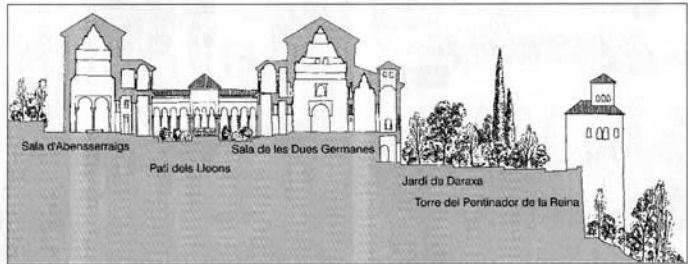 Sala d'Abensserraigs
Pati dels Lleons
Sala de les Dues Germanes
Jardí de Daraxa
Torre del Pentinador de la Reina